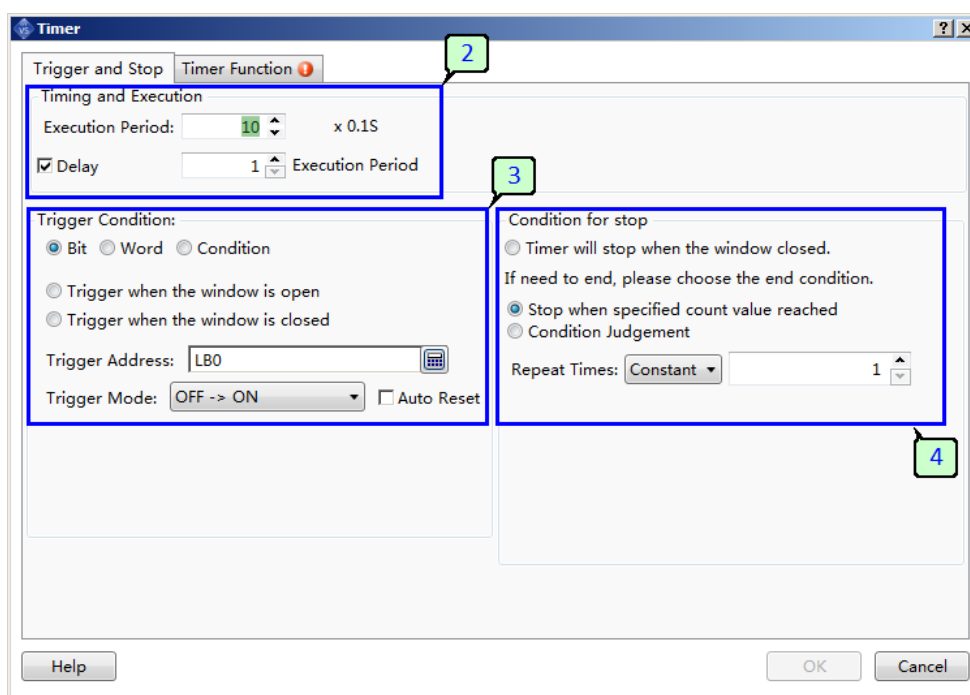 VS Timer ? X
Trigger and Stop Timer Function !
2
Timing and Execution
Execution Period: 10 x 0.1S
Delay 1 Execution Period
3
Trigger Condition:
Bit Word Condition
Trigger when the window is open
Trigger when the window is closed
Trigger Address: LB0
Trigger Mode: OFF -> ON Auto Reset
Condition for stop
Timer will stop when the window closed.
If need to end, please choose the end condition.
Stop when specified count value reached
Condition Judgement
Repeat Times: Constant 1
4
Help OK Cancel